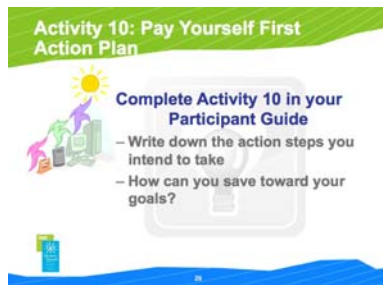 Activity 10: Pay Yourself First
Action Plan
Complete Activity 10 in your
Participant Guide
– Write down the action steps you
intend to take
– How can you save toward your
goals?